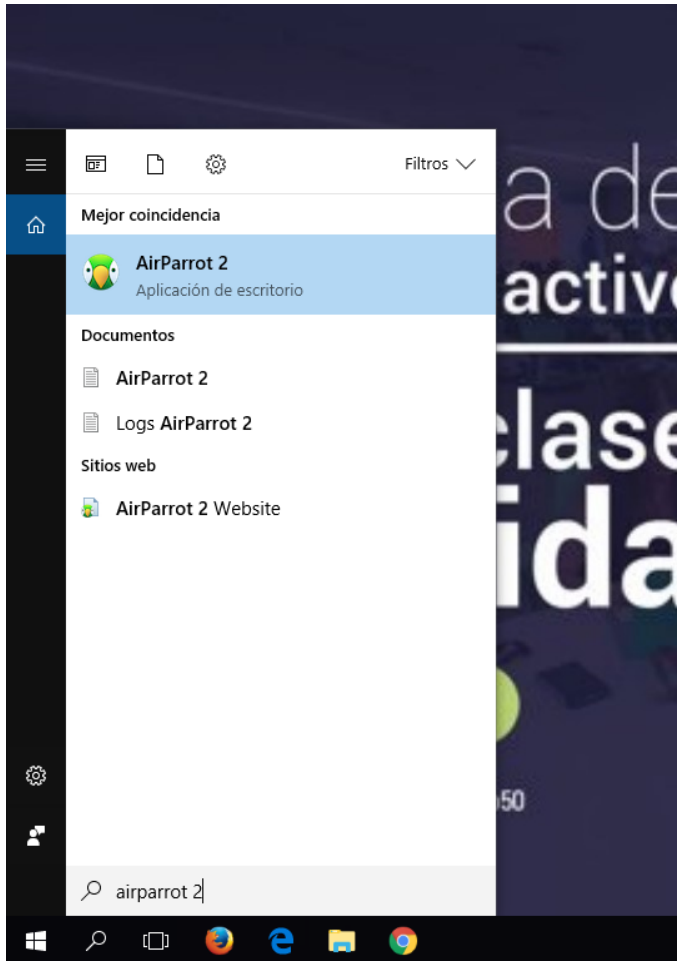 Filtros
Mejor coincidencia
AirParrot 2
Aplicación de escritorio
Documentos
AirParrot 2
Logs AirParrot 2
Sitios web
AirParrot 2 Website
airparrot 2
a de
activ
lase
ida
50